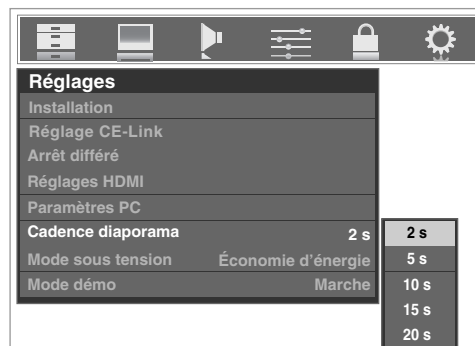 Réglages
Installation
Réglage CE-Link
Arrêt différé
Réglages HDMI
Paramètres PC
Cadence diaporama 2 s
Mode sous tension Économie d'énergie
Mode démo Marche
2 s
5 s
10 s
15 s
20 s